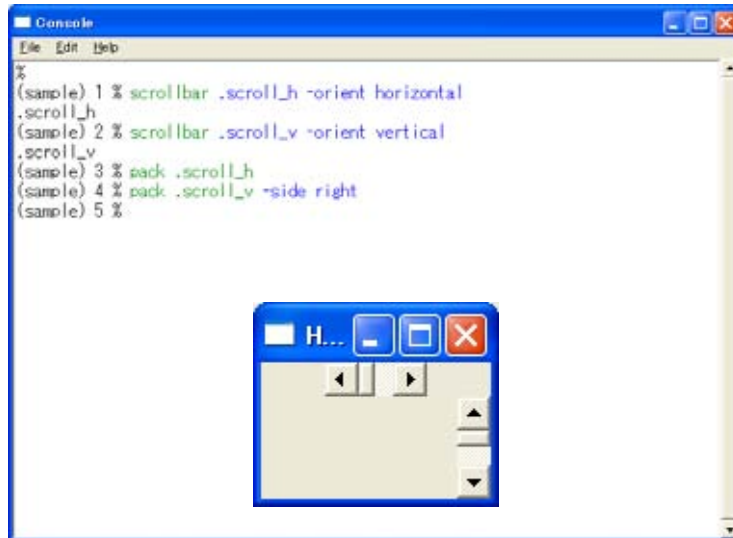 Console
File Edit Help
%
(sample) 1 % scrollbar .scroll_h -orient horizontal
.scroll_h
(sample) 2 % scrollbar .scroll_v -orient vertical
.scroll_v
(sample) 3 % pack .scroll_h
(sample) 4 % pack .scroll_v -side right
(sample) 5 %
H...